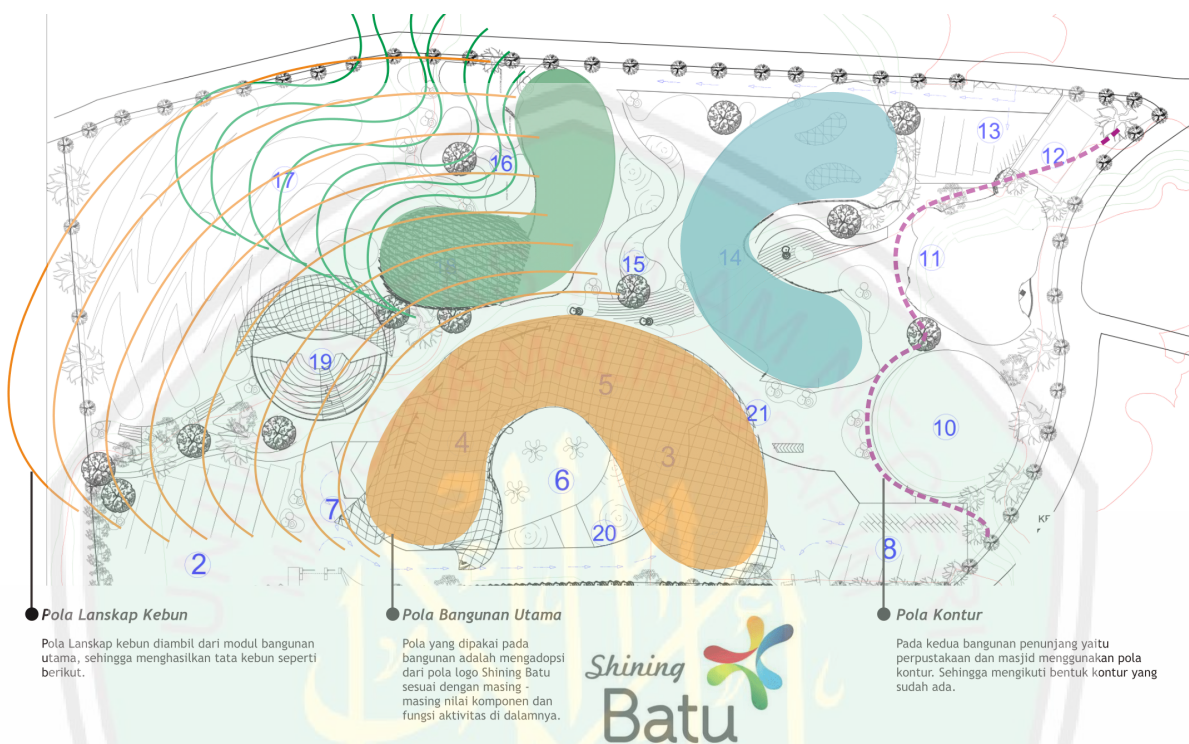 13
12
16
17
11
15
14
19
5
21
4
3
10
6
7
20
8
2
Pola Lanskap Kebun
Pola Lanskap kebun diambil dari modul bangunan
utama, sehingga menghasilkan tata kebun seperti
berikut.
Pola Bangunan Utama
Pola yang dipakai pada
bangunan adalah mengadopsi
dari pola logo Shining Batu
sesuai dengan masing -
masing nilai komponen dan
fungsi aktivitas di dalamnya.
Shining
Batu
Pola Kontur
Pada kedua bangunan penunjang yaitu
perpustakaan dan masjid menggunakan pola
kontur. Sehingga mengikuti bentuk kontur yang
sudah ada.